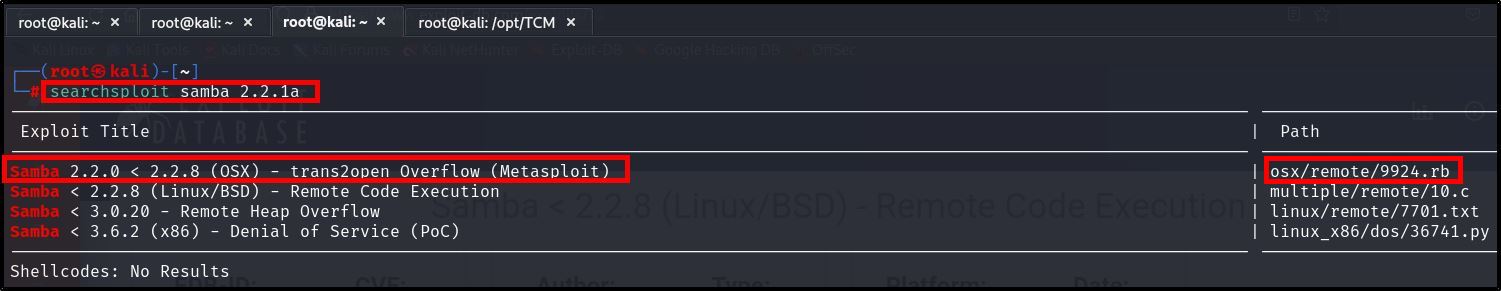 root@kali: ~ × root@kali: ~ × root@kali: ~ × root@kali: /opt/TCM ×
Kali Linux Kali Tools Kali Docs Kali Forums Kali NetHunter Exploit-DB Google Hacking DB OffSec
┌──(root㉿kali)-[~]
└─# searchsploit samba 2.2.1a
EXPLOIT
DATABASE
Exploit Title | Path
Samba 2.2.0 < 2.2.8 (OSX) - trans2open Overflow (Metasploit) | osx/remote/9924.rb
Samba < 2.2.8 (Linux/BSD) - Remote Code Execution | multiple/remote/10.c
Samba < 3.0.20 - Remote Heap Overflow | linux/remote/7701.txt
Samba < 3.6.2 (x86) - Denial of Service (PoC) | linux_x86/dos/36741.py
Samba < 2.2.8 (Linux/BSD) - Remote Code Execution
Shellcodes: No Results
EDB-ID: CVE: Author: Type: Platform: Date: